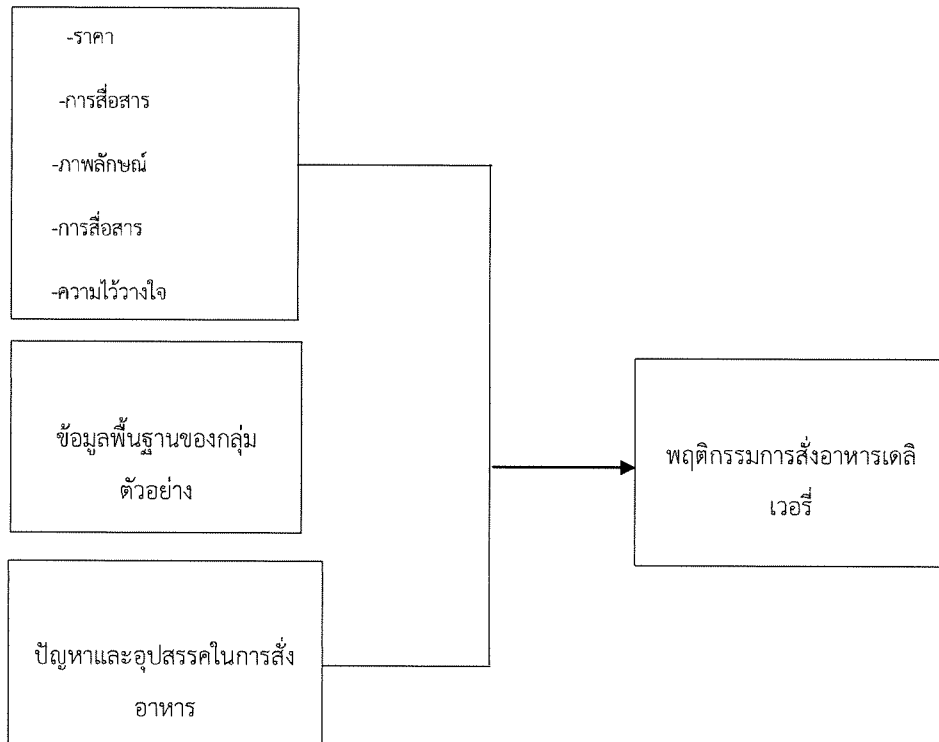 -ราคา
-การสื่อสาร
-ภาพลักษณ์
-การสื่อสาร
-ความไว้วางใจ
ข้อมูลพื้นฐานของกลุ่ม
ตัวอย่าง
ปัญหาและอุปสรรคในการสั่ง
อาหาร
พฤติกรรมการสั่งอาหารเดลิ
เวอรี่